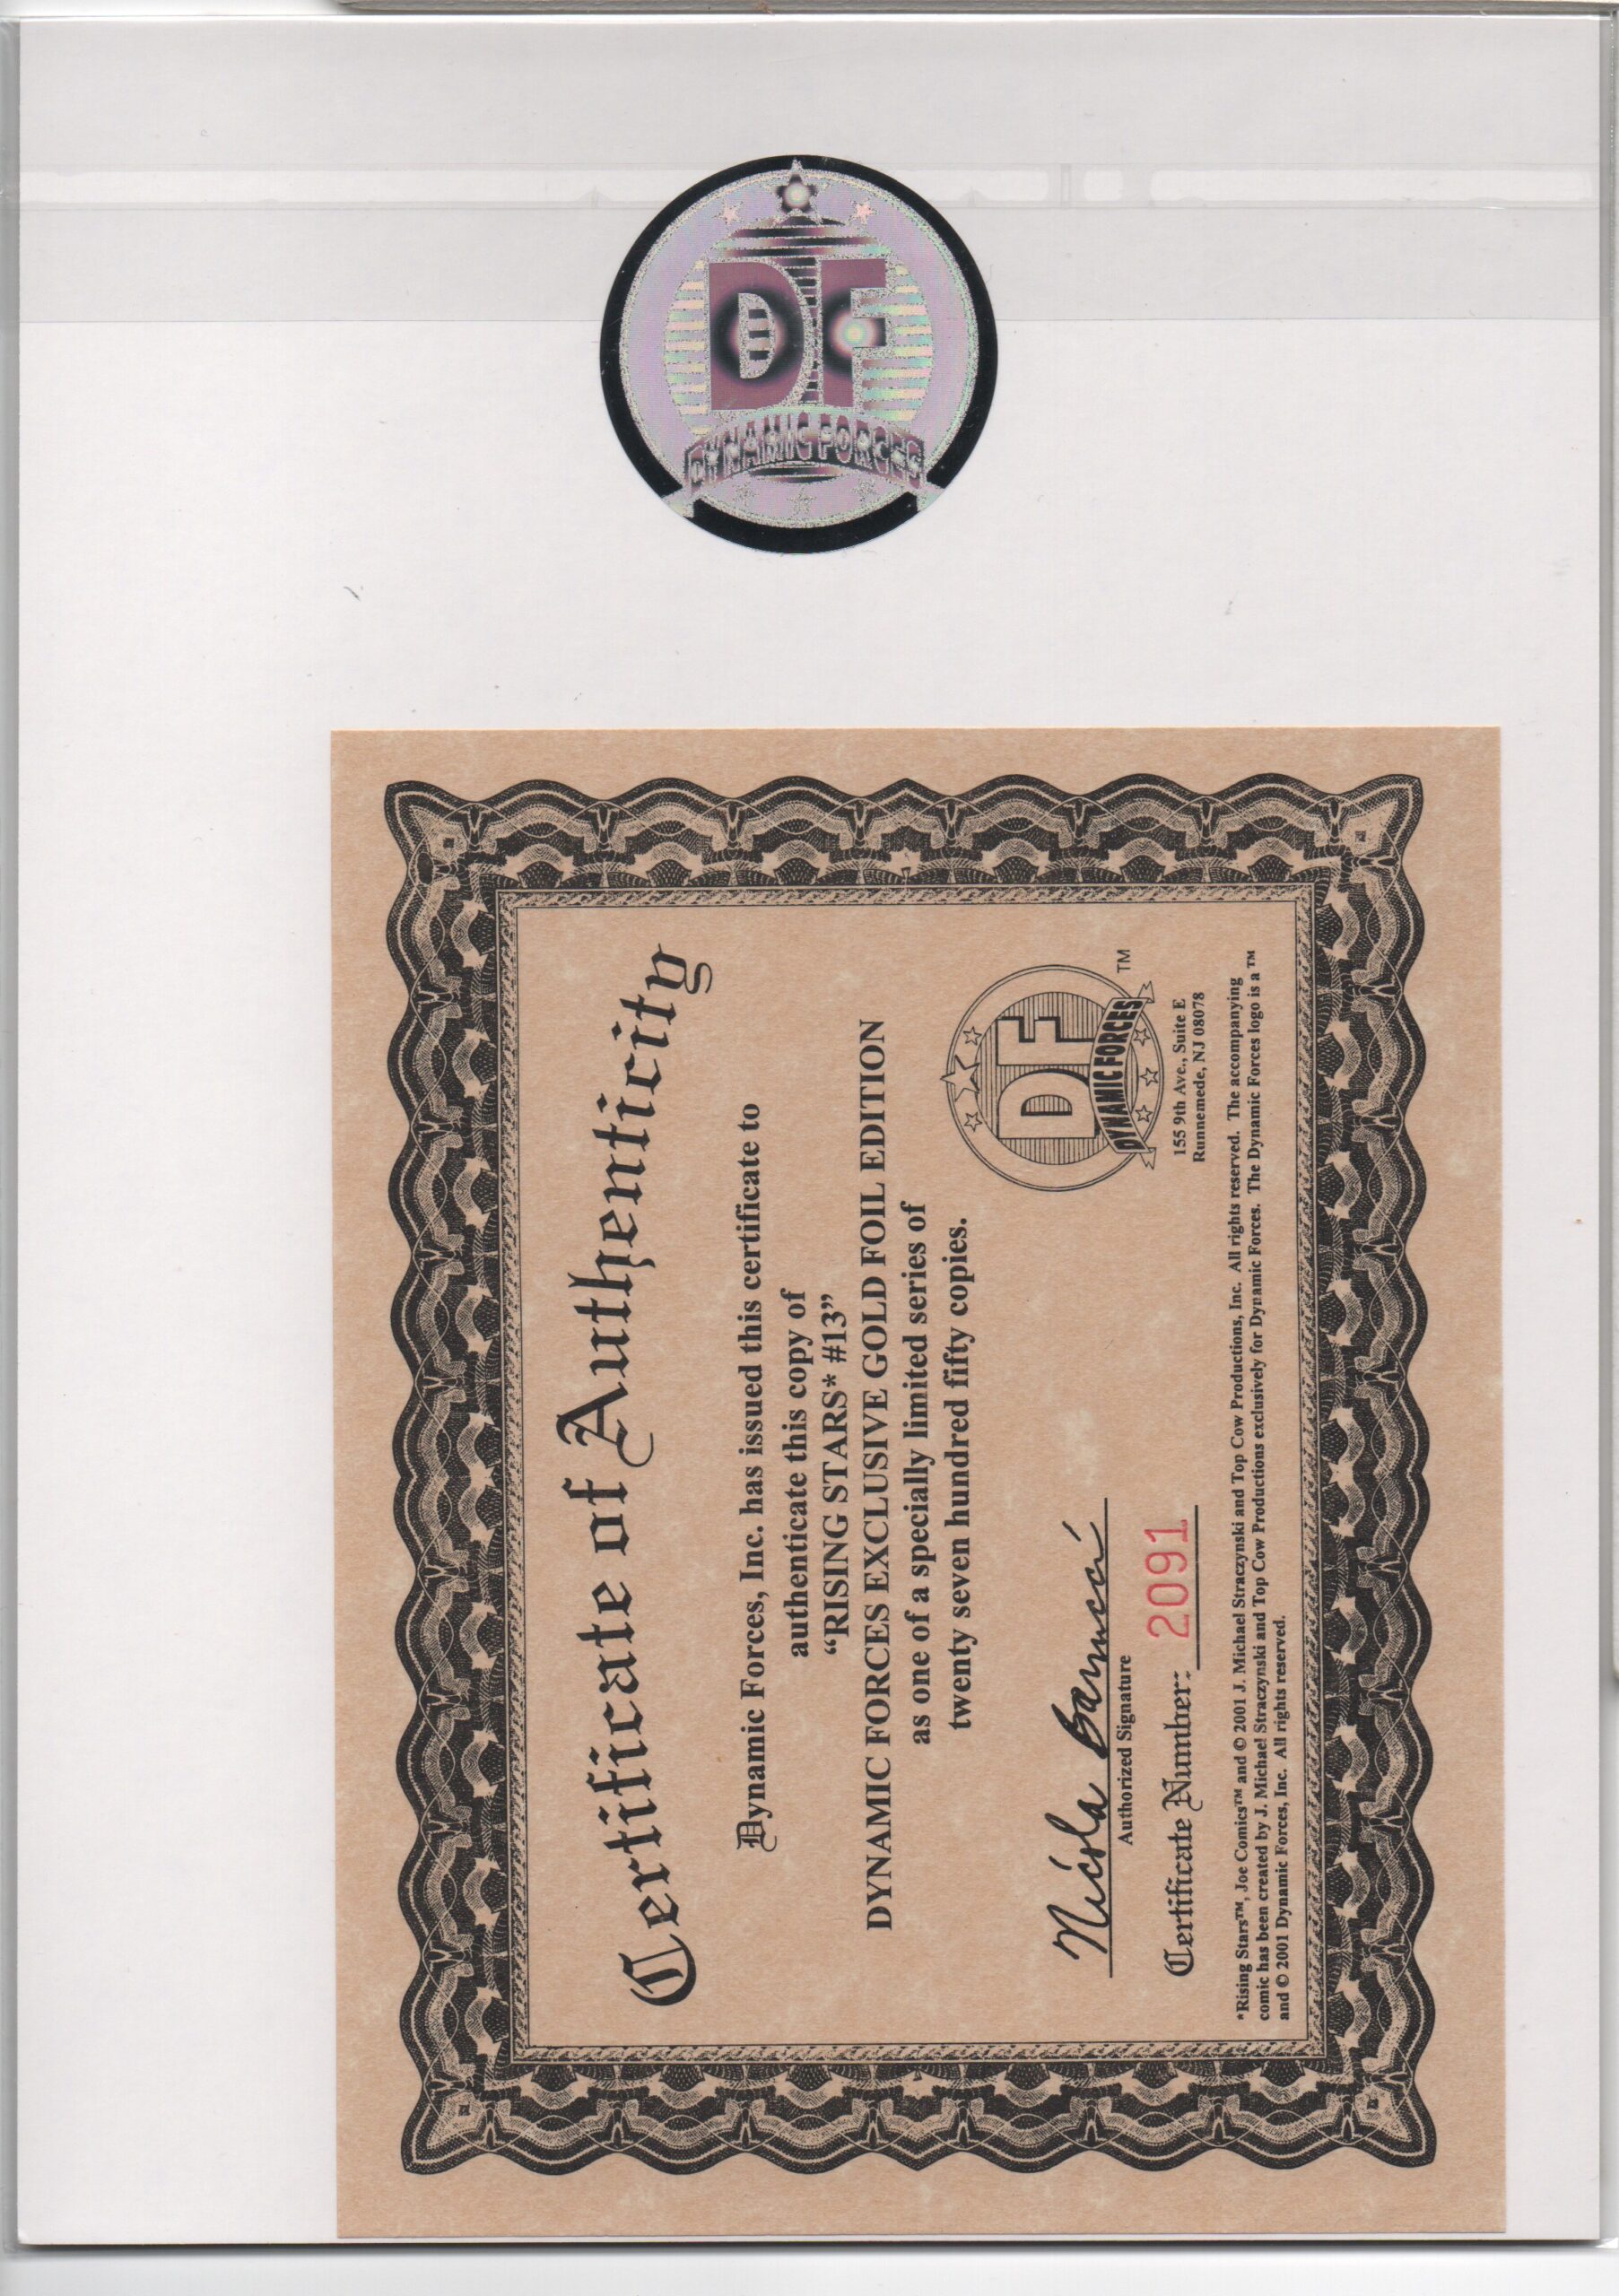 DF
DYNAMIC FORCES
Certificate of Authenticity
Dynamic Forces, Inc. has issued this certificate to
authenticate this copy of
“RISING STARS* #13”
DYNAMIC FORCES EXCLUSIVE GOLD FOIL EDITION
as one of a specially limited series of
twenty seven hundred fifty copies.
Nicola Barrucci
Authorized Signature
Certificate Number: 2091
DF
DYNAMIC FORCES
TM
155 9th Ave., Suite E
Runnemede, NJ 08078
*Rising Stars™, Joe Comics™ and © 2001 J. Michael Straczynski and Top Cow Productions, Inc. All rights reserved. The accompanying
comic has been created by J. Michael Straczynski and Top Cow Productions exclusively for Dynamic Forces. The Dynamic Forces logo is a ™
and © 2001 Dynamic Forces, Inc. All rights reserved.